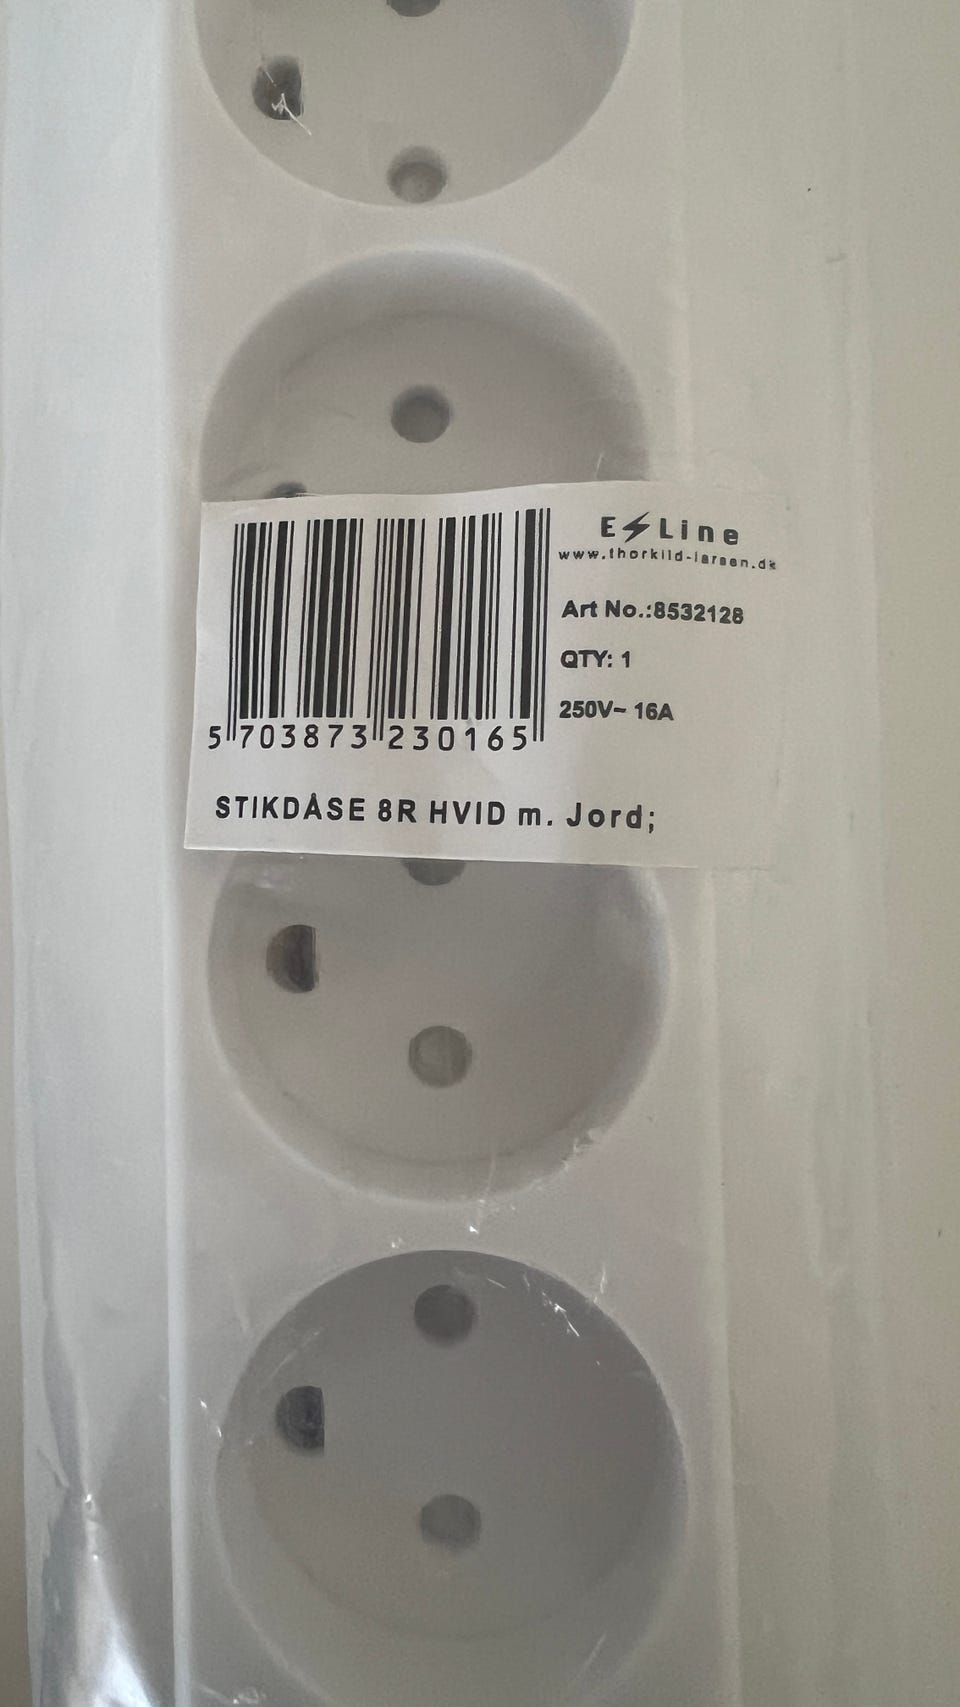 E Line
www.thorkild-larsen.dk
Art No.:8532128
QTY: 1
250V~ 16A
5 703873 230165
STIKDÅSE 8R HVID m. Jord;